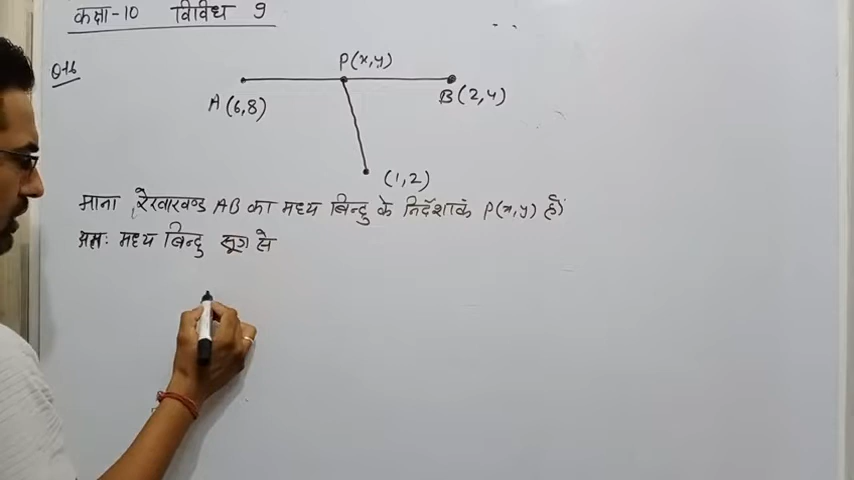 कक्षा-10 विविध 9
Q16
P(x,y)
A (6,8)
B (2,4)
(1,2)
माना रेखाखण्ड AB का मध्य बिन्दु के निर्देशाकं P(x,y) हो
अतः मध्य बिन्दु सूत्र से